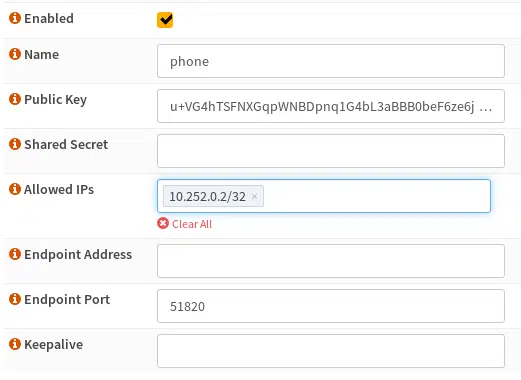 Enabled
Name
phone
Public Key
u+VG4hTSFNXGqpWNBDpnq1G4bL3aBBB0beF6ze6j ...
Shared Secret
Allowed IPs
10.252.0.2/32 ×
Clear All
Endpoint Address
Endpoint Port
51820
Keepalive